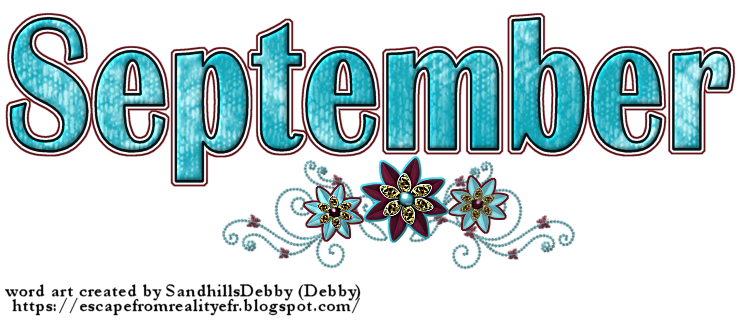 September
word art created by SandhillsDebby (Debby)
https://escapefromrealityefr.blogspot.com/